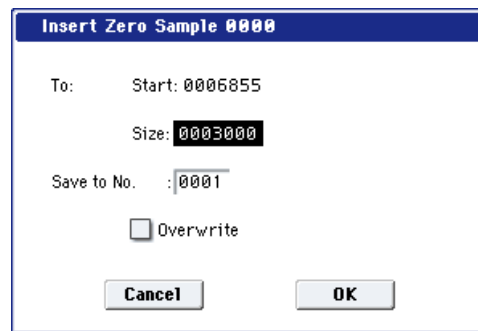 Insert Zero Sample 0000
To: Start: 0006855
Size: 0003000
Save to No. :0001
Overwrite
Cancel OK